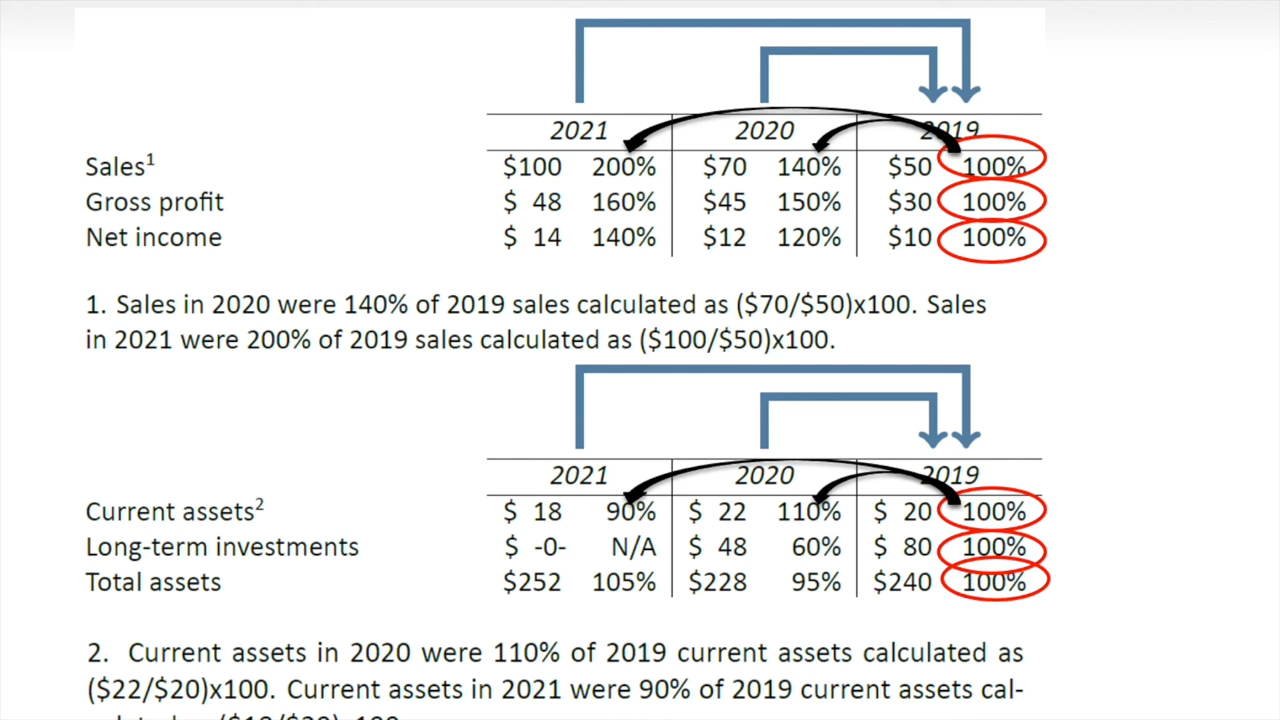 2021 2020 2019
Sales¹ $100 200% $70 140% $50 100%
Gross profit $ 48 160% $45 150% $30 100%
Net income $ 14 140% $12 120% $10 100%
1. Sales in 2020 were 140% of 2019 sales calculated as ($70/$50)x100. Sales
in 2021 were 200% of 2019 sales calculated as ($100/$50)x100.
2021 2020 2019
Current assets² $ 18 90% $ 22 110% $ 20 100%
Long-term investments $ -0- N/A $ 48 60% $ 80 100%
Total assets $252 105% $228 95% $240 100%
2. Current assets in 2020 were 110% of 2019 current assets calculated as
($22/$20)x100. Current assets in 2021 were 90% of 2019 current assets cal-